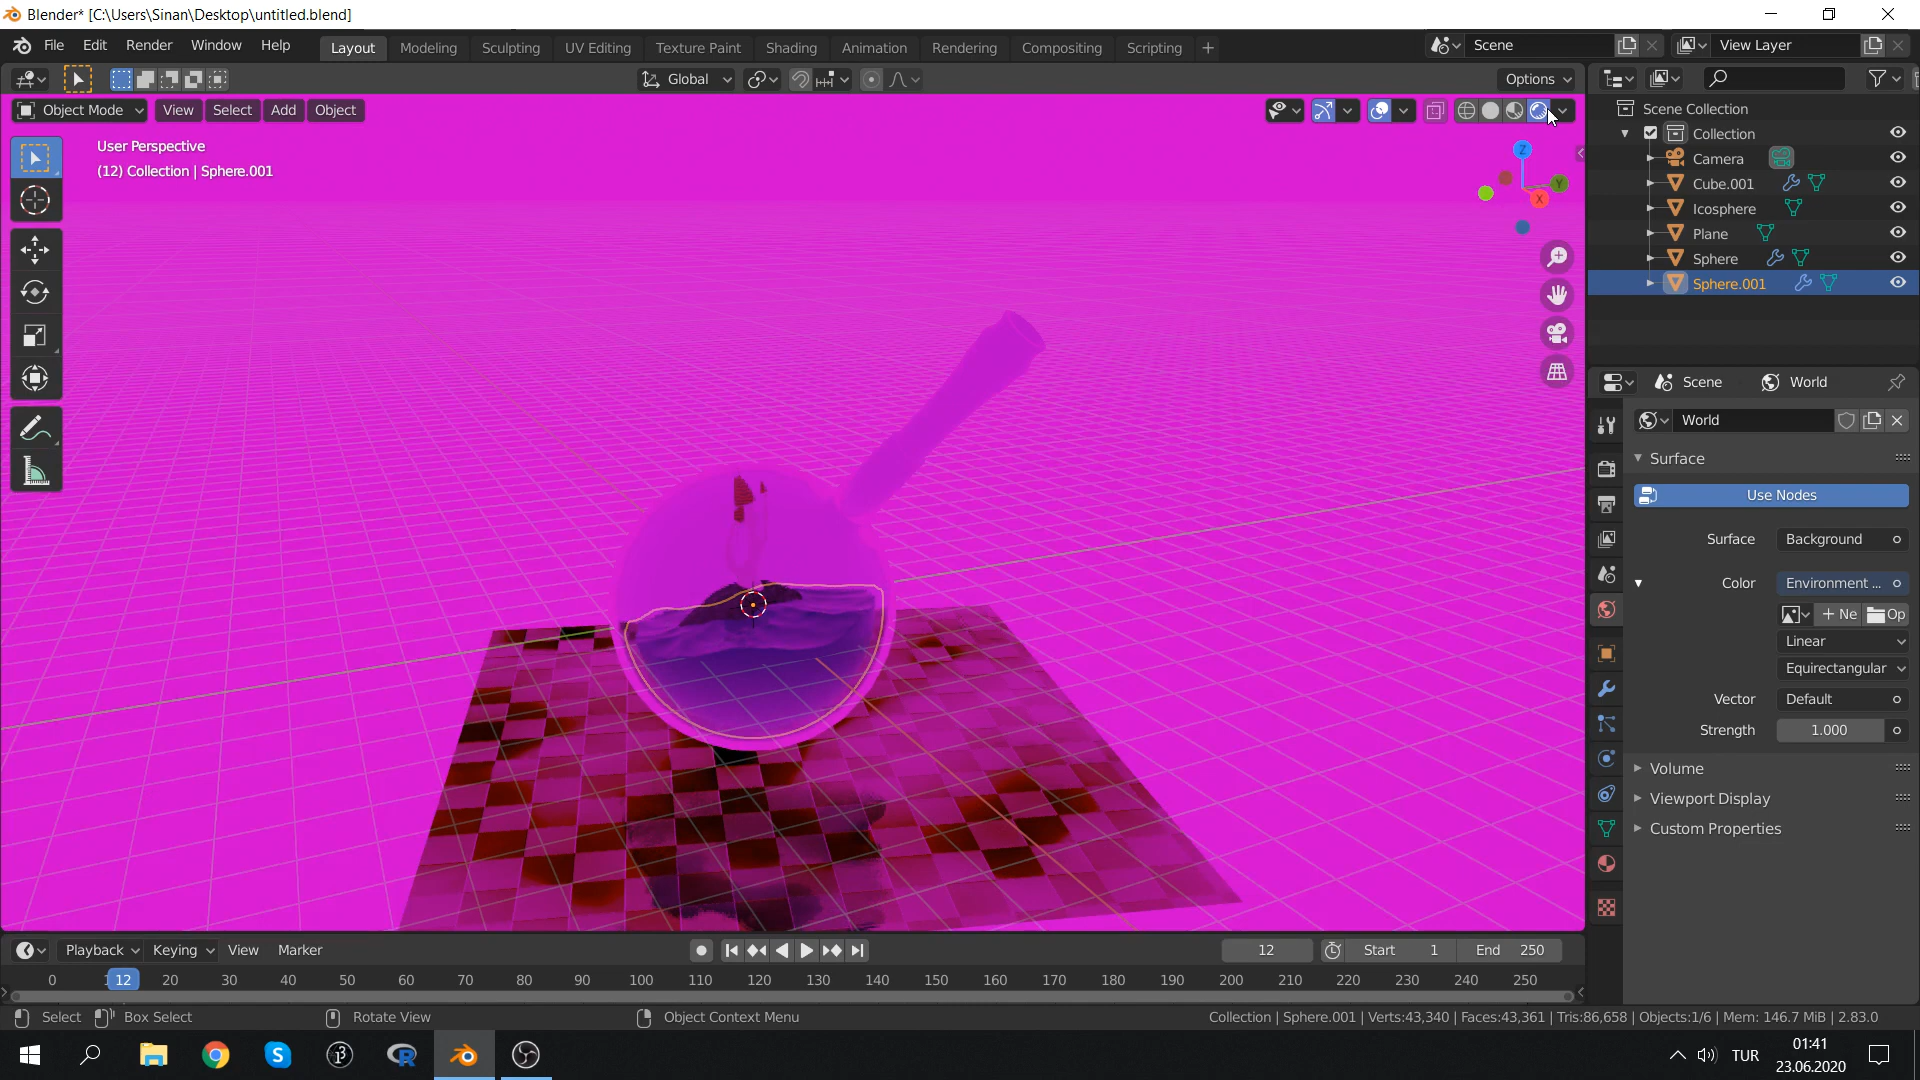 Blender* [C:\Users\Sinan\Desktop\untitled.blend]
File Edit Render Window Help
Layout Modeling Sculpting UV Editing Texture Paint Shading Animation Rendering Compositing Scripting +
Scene View Layer
Global Options
Object Mode View Select Add Object
User Perspective
(12) Collection | Sphere.001
Z
Y
X
Scene Collection
Collection
Camera
Cube.001
Icosphere
Plane
Sphere
Sphere.001
Scene World
World
Surface
Use Nodes
Surface Background
Color Environment ...
+ Ne Op
Linear
Equirectangular
Vector Default
Strength 1.000
Volume
Viewport Display
Custom Properties
Playback Keying View Marker
12 Start 1 End 250
0 12 20 30 40 50 60 70 80 90 100 110 120 130 140 150 160 170 180 190 200 210 220 230 240 250
Select Box Select Rotate View Object Context Menu
Collection | Sphere.001 | Verts:43,340 | Faces:43,361 | Tris:86,658 | Objects:1/6 | Mem: 146.7 MiB | 2.83.0
TUR
01:41
23.06.2020